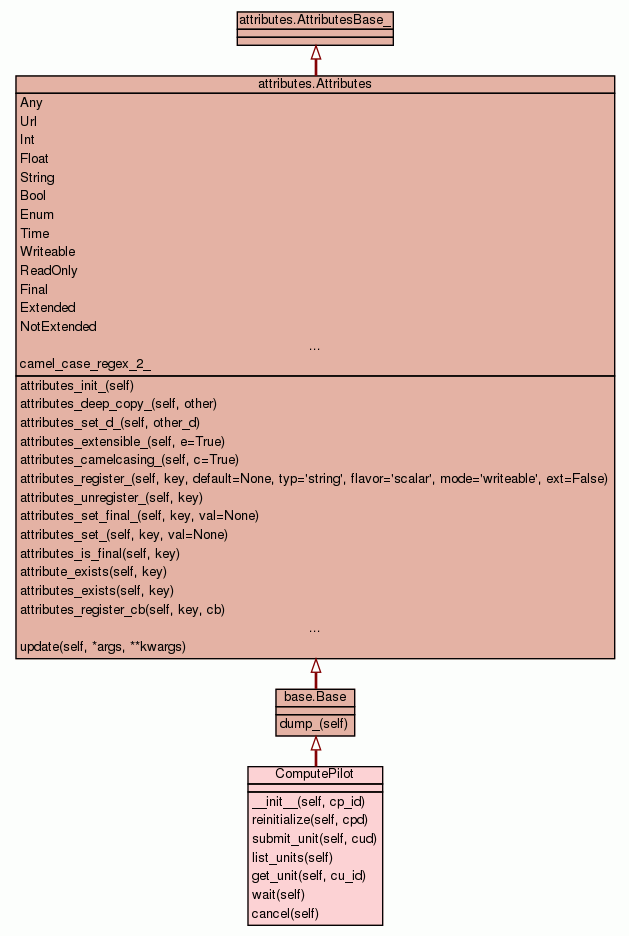 attributes.AttributesBase_
attributes.Attributes
Any
Url
Int
Float
String
Bool
Enum
Time
Writeable
ReadOnly
Final
Extended
NotExtended
...
camel_case_regex_2_
attributes_init_(self)
attributes_deep_copy_(self, other)
attributes_set_d_(self, other_d)
attributes_extensible_(self, e=True)
attributes_camelcasing_(self, c=True)
attributes_register_(self, key, default=None, typ='string', flavor='scalar', mode='writeable', ext=False)
attributes_unregister_(self, key)
attributes_set_final_(self, key, val=None)
attributes_set_(self, key, val=None)
attributes_is_final(self, key)
attribute_exists(self, key)
attributes_exists(self, key)
attributes_register_cb(self, key, cb)
...
update(self, *args, **kwargs)
base.Base
dump_(self)
ComputePilot
__init__(self, cp_id)
reinitialize(self, cpd)
submit_unit(self, cud)
list_units(self)
get_unit(self, cu_id)
wait(self)
cancel(self)